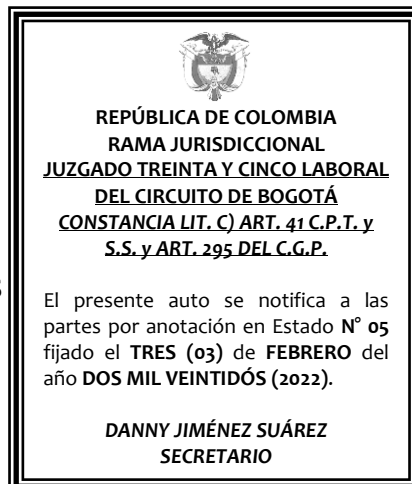 REPÚBLICA DE COLOMBIA
RAMA JURISDICCIONAL
JUZGADO TREINTA Y CINCO LABORAL
DEL CIRCUITO DE BOGOTÁ
CONSTANCIA LIT. C) ART. 41 C.P.T. y
S.S. y ART. 295 DEL C.G.P.
El presente auto se notifica a las
partes por anotación en Estado N° 05
fijado el TRES (03) de FEBRERO del
año DOS MIL VEINTIDÓS (2022).
DANNY JIMÉNEZ SUÁREZ
SECRETARIO